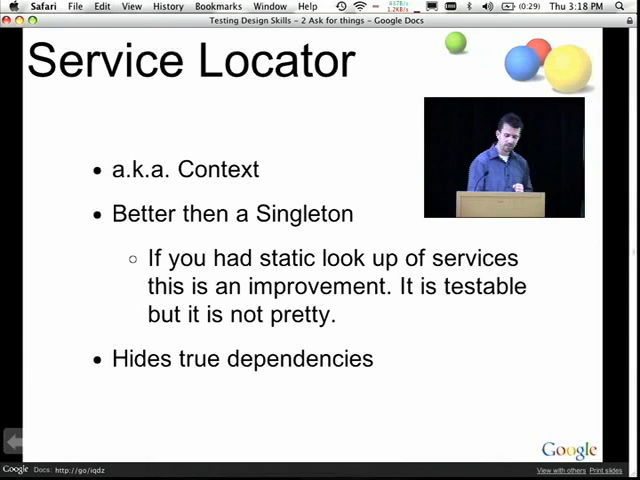 Safari File Edit View History Bookmarks Window Help (0:29) Thu 3:18 PM
Testing Design Skills - 2 Ask for things - Google Docs
Service Locator
a.k.a. Context
Better then a Singleton
If you had static look up of services
this is an improvement. It is testable
but it is not pretty.
Hides true dependencies
Google
Google Docs: http://go/iqdz View with others Print slides